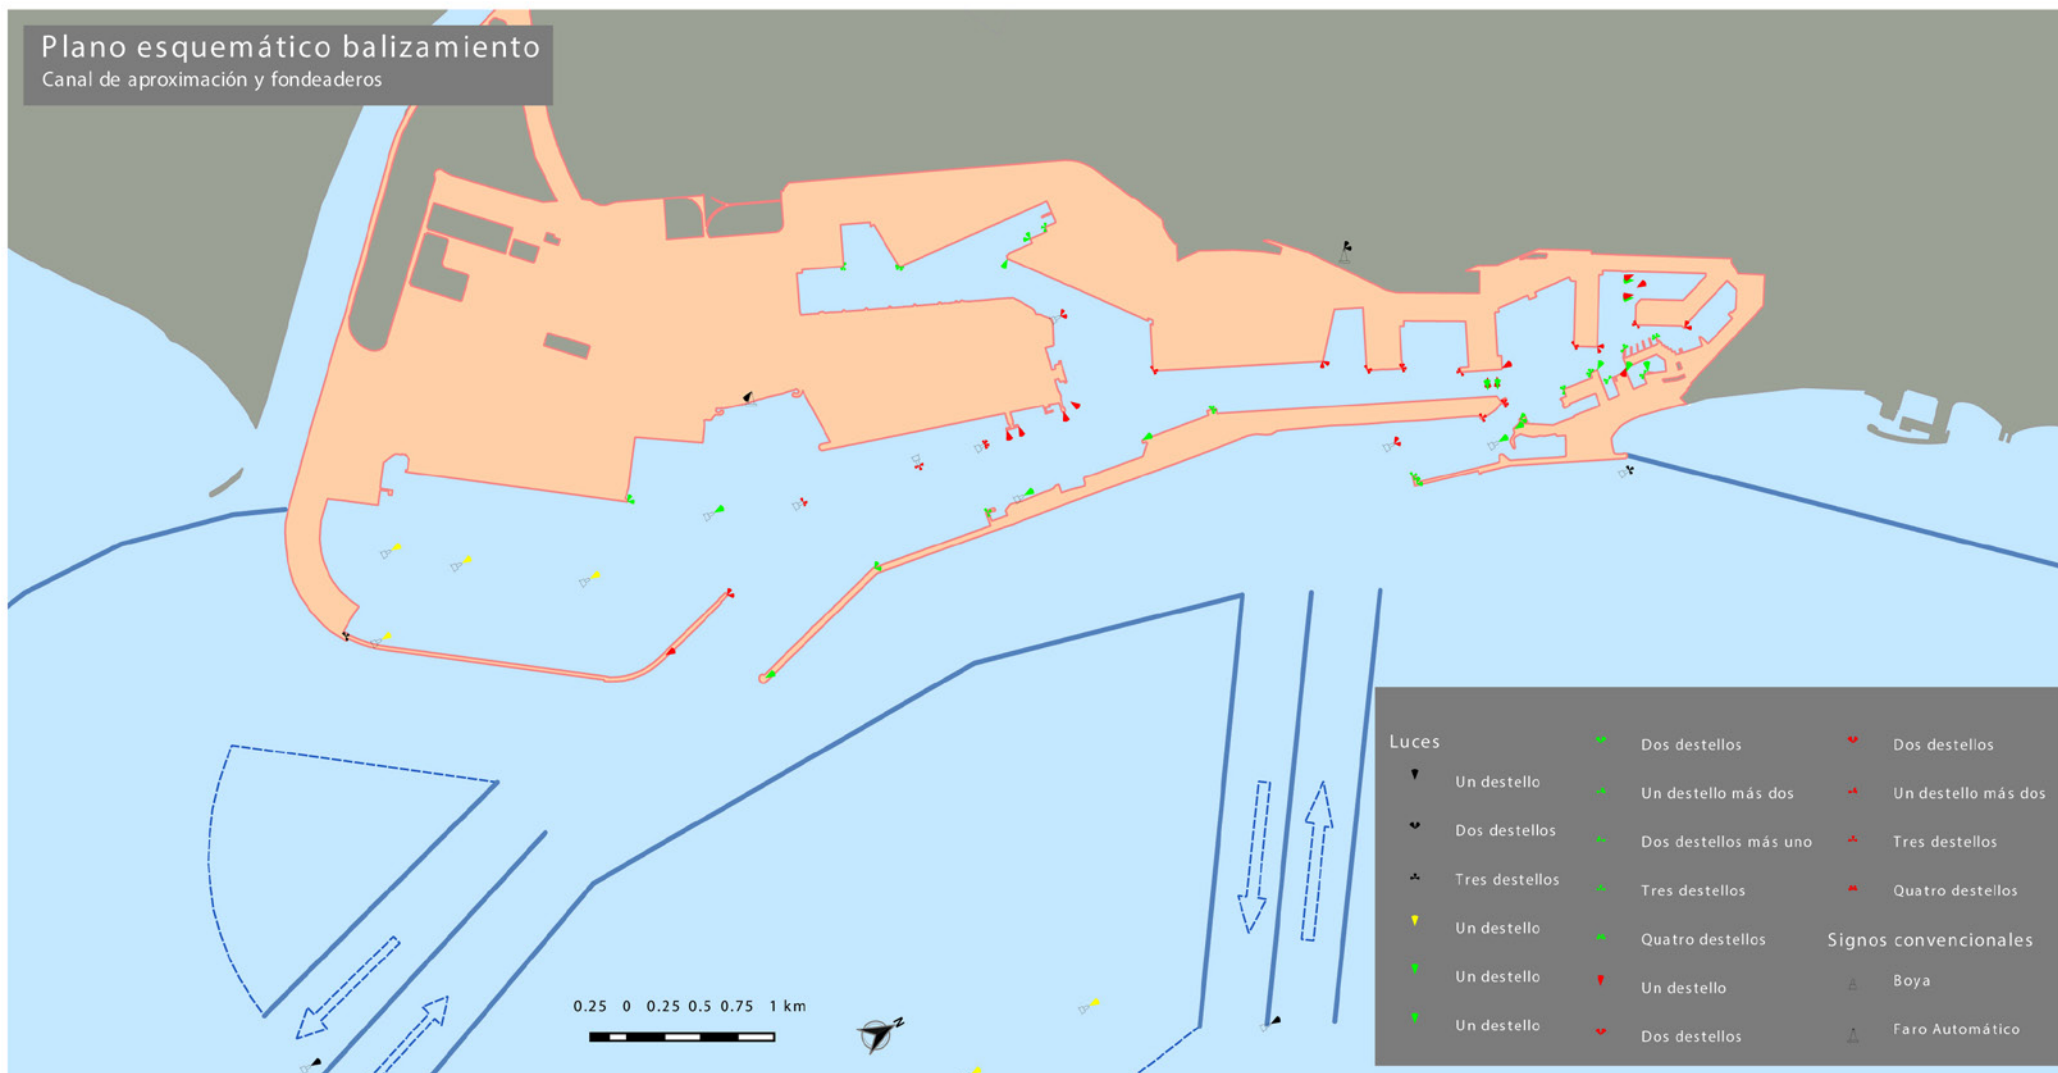 Plano esquemático balizamiento
Canal de aproximación y fondeaderos
0.25 0 0.25 0.5 0.75 1 km
N
Luces
Un destello
Dos destellos
Tres destellos
Un destello
Un destello
Un destello
Dos destellos
Un destello más dos
Dos destellos más uno
Tres destellos
Quatro destellos
Un destello
Dos destellos
Dos destellos
Un destello más dos
Tres destellos
Quatro destellos
Signos convencionales
Boya
Faro Automático